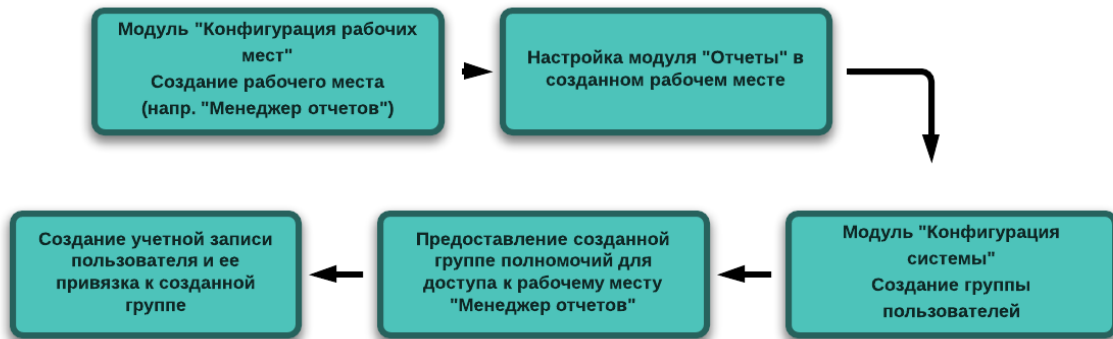 Модуль "Конфигурация рабочих
мест"
Создание рабочего места
(напр. "Менеджер отчетов")
Настройка модуля "Отчеты" в
созданном рабочем месте
Модуль "Конфигурация
системы"
Создание группы
пользователей
Предоставление созданной
группе полномочий для
доступа к рабочему месту
"Менеджер отчетов"
Создание учетной записи
пользователя и ее
привязка к созданной
группе